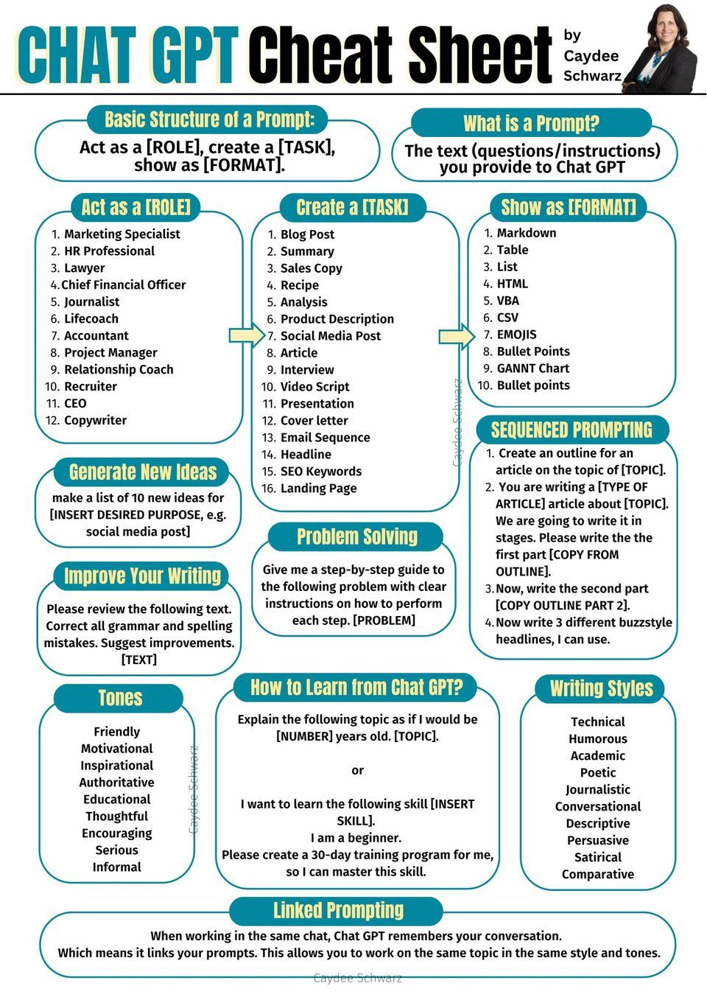 CHAT GPT Cheat Sheet
by
Caydee
Schwarz
Basic Structure of a Prompt:
Act as a [ROLE], create a [TASK],
show as [FORMAT].
What is a Prompt?
The text (questions/instructions)
you provide to Chat GPT
Act as a [ROLE]
1. Marketing Specialist
2. HR Professional
3. Lawyer
4. Chief Financial Officer
5. Journalist
6. Lifecoach
7. Accountant
8. Project Manager
9. Relationship Coach
10. Recruiter
11. CEO
12. Copywriter
Create a [TASK]
1. Blog Post
2. Summary
3. Sales Copy
4. Recipe
5. Analysis
6. Product Description
7. Social Media Post
8. Article
9. Interview
10. Video Script
11. Presentation
12. Cover letter
13. Email Sequence
14. Headline
15. SEO Keywords
16. Landing Page
Show as [FORMAT]
1. Markdown
2. Table
3. List
4. HTML
5. VBA
6. CSV
7. EMOJIS
8. Bullet Points
9. GANNT Chart
10. Bullet points
Caydee Schwarz
Generate New Ideas
make a list of 10 new ideas for
[INSERT DESIRED PURPOSE, e.g.
social media post]
Improve Your Writing
Please review the following text.
Correct all grammar and spelling
mistakes. Suggest improvements.
[TEXT]
Problem Solving
Give me a step-by-step guide to
the following problem with clear
instructions on how to perform
each step. [PROBLEM]
SEQUENCED PROMPTING
1. Create an outline for an
article on the topic of [TOPIC].
2. You are writing a [TYPE OF
ARTICLE] article about [TOPIC].
We are going to write it in
stages. Please write the the
first part [COPY FROM
OUTLINE].
3. Now, write the second part
[COPY OUTLINE PART 2].
4. Now write 3 different buzzstyle
headlines, I can use.
Tones
Friendly
Motivational
Inspirational
Authoritative
Educational
Thoughtful
Encouraging
Serious
Informal
Caydee Schwarz
How to Learn from Chat GPT?
Explain the following topic as if I would be
[NUMBER] years old. [TOPIC].
or
I want to learn the following skill [INSERT
SKILL].
I am a beginner.
Please create a 30-day training program for me,
so I can master this skill.
Writing Styles
Technical
Humorous
Academic
Poetic
Journalistic
Conversational
Descriptive
Persuasive
Satirical
Comparative
Linked Prompting
When working in the same chat, Chat GPT remembers your conversation.
Which means it links your prompts. This allows you to work on the same topic in the same style and tones.
Caydee Schwarz